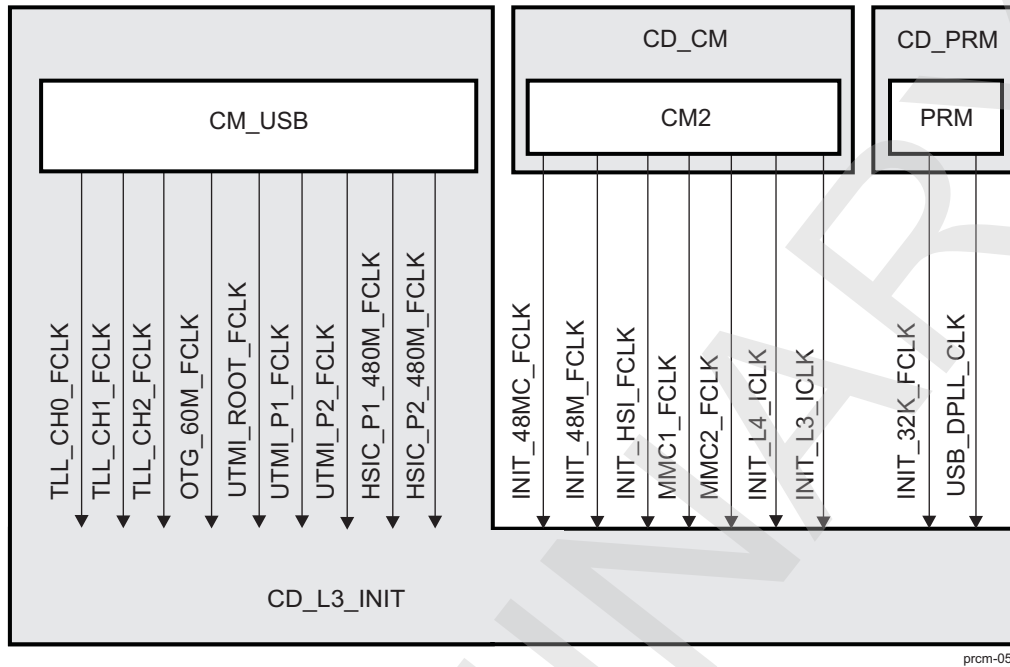 CD_CM
CD_PRM
CM_USB
CM2
PRM
TLL_CH0_FCLK
TLL_CH1_FCLK
TLL_CH2_FCLK
OTG_60M_FCLK
UTMI_ROOT_FCLK
UTMI_P1_FCLK
UTMI_P2_FCLK
HSIC_P1_480M_FCLK
HSIC_P2_480M_FCLK
INIT_48MC_FCLK
INIT_48M_FCLK
INIT_HSI_FCLK
MMC1_FCLK
MMC2_FCLK
INIT_L4_ICLK
INIT_L3_ICLK
INIT_32K_FCLK
USB_DPLL_CLK
CD_L3_INIT
prcm-05